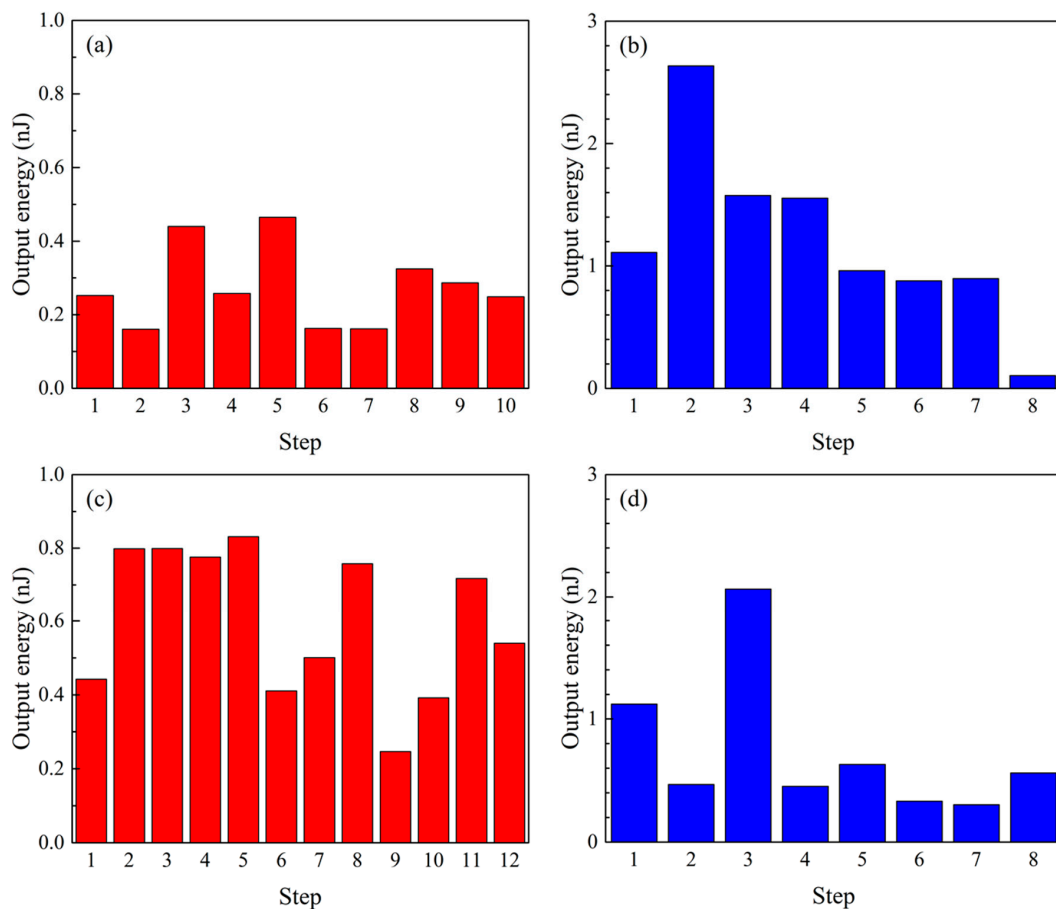 (a)
Output energy (nJ)
1.0
0.8
0.6
0.4
0.2
0.0
1 2 3 4 5 6 7 8 9 10
Step
(b)
Output energy (nJ)
3
2
1
0
1 2 3 4 5 6 7 8
Step
(c)
Output energy (nJ)
1.0
0.8
0.6
0.4
0.2
0.0
1 2 3 4 5 6 7 8 9 10 11 12
Step
(d)
Output energy (nJ)
3
2
1
0
1 2 3 4 5 6 7 8
Step